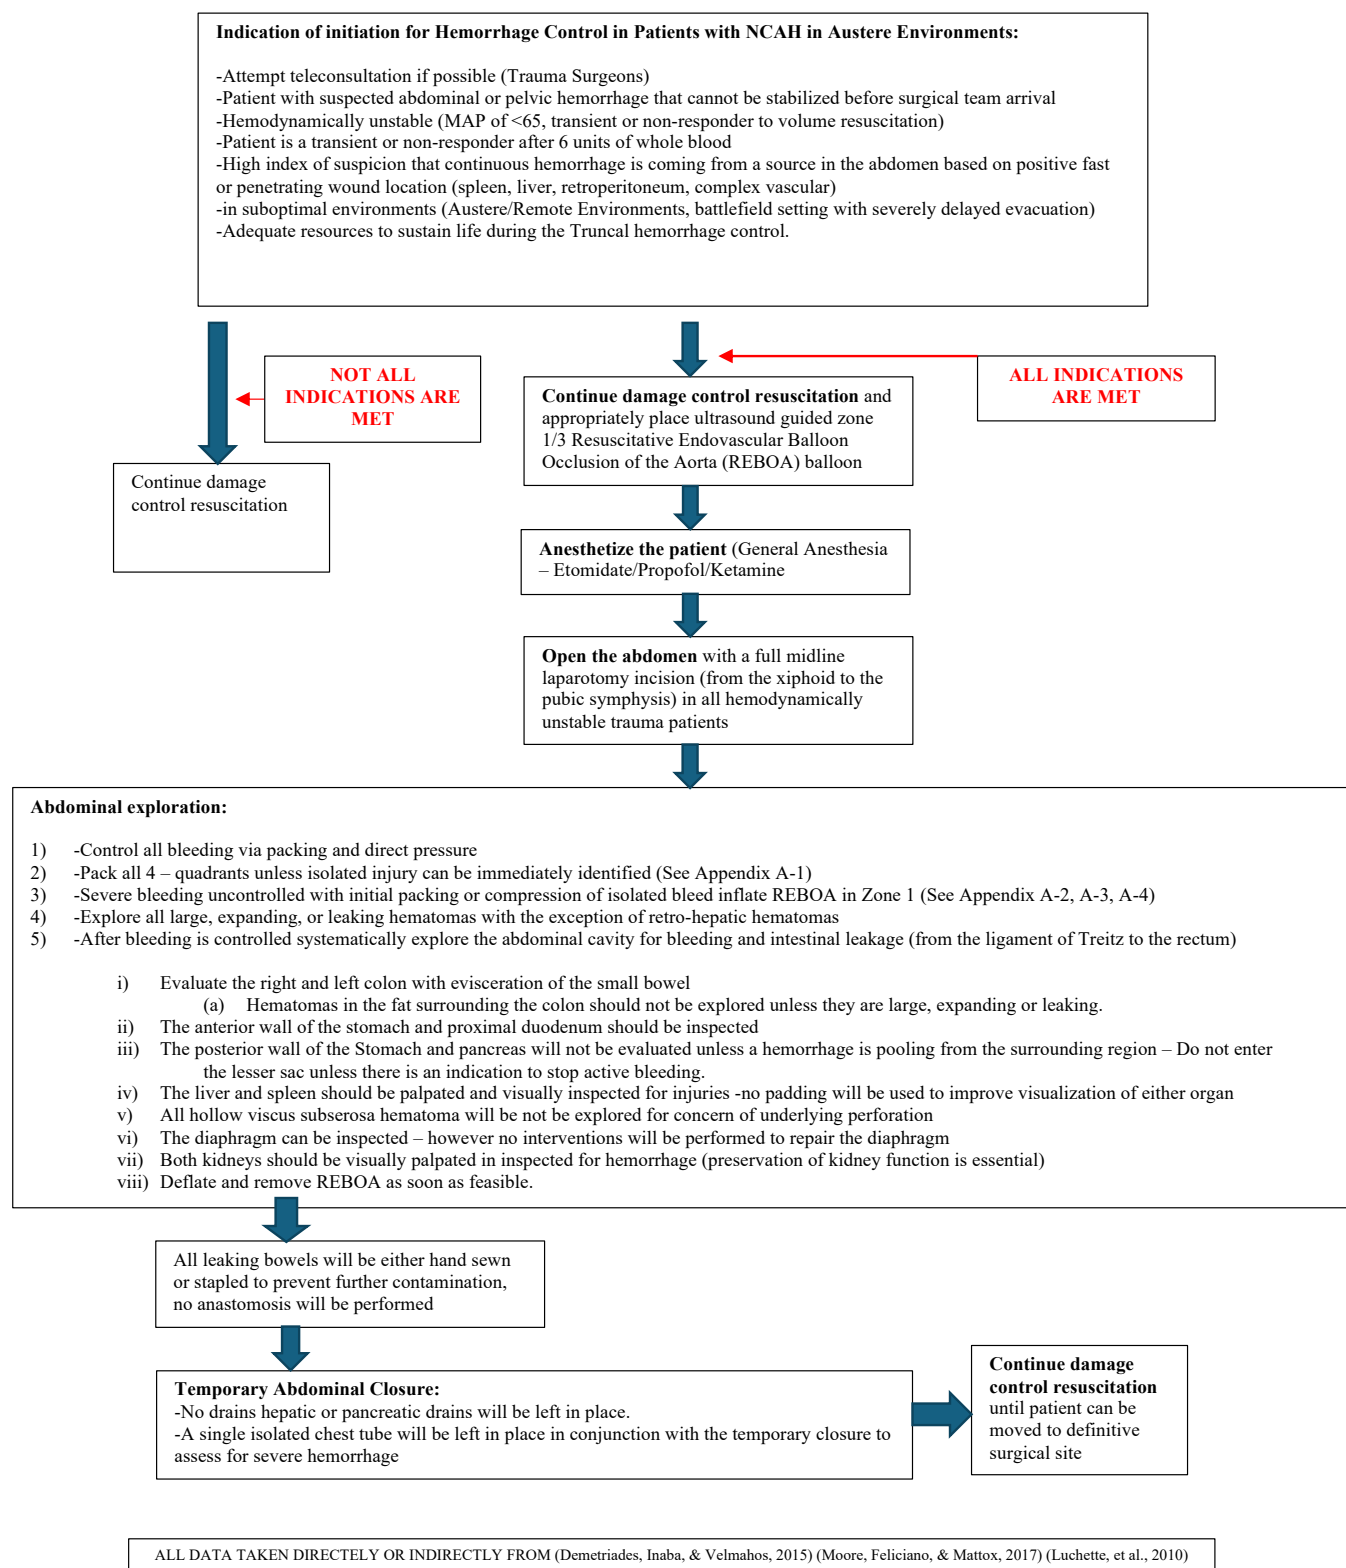 Indication of initiation for Hemorrhage Control in Patients with NCAH in Austere Environments:
-Attempt teleconsultation if possible (Trauma Surgeons)
-Patient with suspected abdominal or pelvic hemorrhage that cannot be stabilized before surgical team arrival
-Hemodynamically unstable (MAP of <65, transient or non-responder to volume resuscitation)
-Patient is a transient or non-responder after 6 units of whole blood
-High index of suspicion that continuous hemorrhage is coming from a source in the abdomen based on positive fast
or penetrating wound location (spleen, liver, retroperitoneum, complex vascular)
-in suboptimal environments (Austere/Remote Environments, battlefield setting with severely delayed evacuation)
-Adequate resources to sustain life during the Truncal hemorrhage control.
NOT ALL
INDICATIONS ARE
MET
ALL INDICATIONS
ARE MET
Continue damage
control resuscitation
Continue damage control resuscitation and
appropriately place ultrasound guided zone
1/3 Resuscitative Endovascular Balloon
Occlusion of the Aorta (REBOA) balloon
Anesthetize the patient (General Anesthesia
– Etomidate/Propofol/Ketamine
Open the abdomen with a full midline
laparotomy incision (from the xiphoid to the
pubic symphysis) in all hemodynamically
unstable trauma patients
Abdominal exploration:
1) -Control all bleeding via packing and direct pressure
2) -Pack all 4 – quadrants unless isolated injury can be immediately identified (See Appendix A-1)
3) -Severe bleeding uncontrolled with initial packing or compression of isolated bleed inflate REBOA in Zone 1 (See Appendix A-2, A-3, A-4)
4) -Explore all large, expanding, or leaking hematomas with the exception of retro-hepatic hematomas
5) -After bleeding is controlled systematically explore the abdominal cavity for bleeding and intestinal leakage (from the ligament of Treitz to the rectum)
i) Evaluate the right and left colon with evisceration of the small bowel
(a) Hematomas in the fat surrounding the colon should not be explored unless they are large, expanding or leaking.
ii) The anterior wall of the stomach and proximal duodenum should be inspected
iii) The posterior wall of the Stomach and pancreas will not be evaluated unless a hemorrhage is pooling from the surrounding region – Do not enter
the lesser sac unless there is an indication to stop active bleeding.
iv) The liver and spleen should be palpated and visually inspected for injuries -no padding will be used to improve visualization of either organ
v) All hollow viscus subserosa hematoma will be not be explored for concern of underlying perforation
vi) The diaphragm can be inspected – however no interventions will be performed to repair the diaphragm
vii) Both kidneys should be visually palpated in inspected for hemorrhage (preservation of kidney function is essential)
viii) Deflate and remove REBOA as soon as feasible.
All leaking bowels will be either hand sewn
or stapled to prevent further contamination,
no anastomosis will be performed
Temporary Abdominal Closure:
-No drains hepatic or pancreatic drains will be left in place.
-A single isolated chest tube will be left in place in conjunction with the temporary closure to
assess for severe hemorrhage
Continue damage
control resuscitation
until patient can be
moved to definitive
surgical site
ALL DATA TAKEN DIRECTELY OR INDIRECTLY FROM (Demetriades, Inaba, & Velmahos, 2015) (Moore, Feliciano, & Mattox, 2017) (Luchette, et al., 2010)